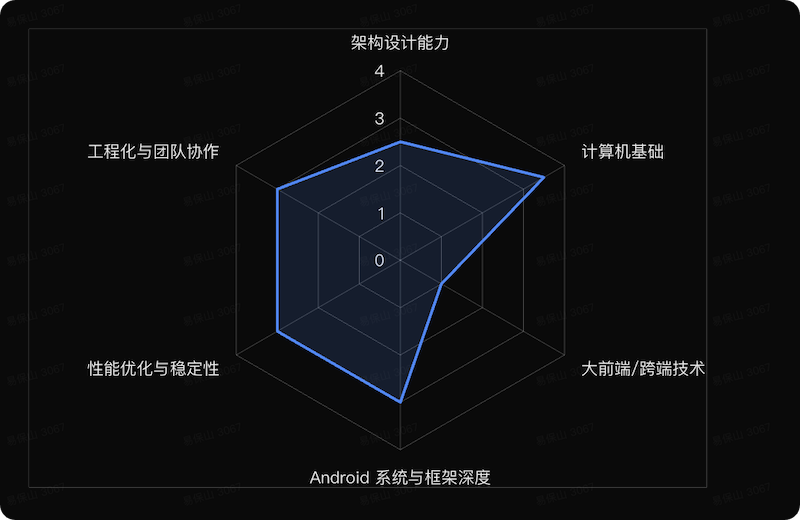 架构设计能力
4
3
2
1
0
工程化与团队协作
计算机基础
性能优化与稳定性
大前端/跨端技术
Android 系统与框架深度